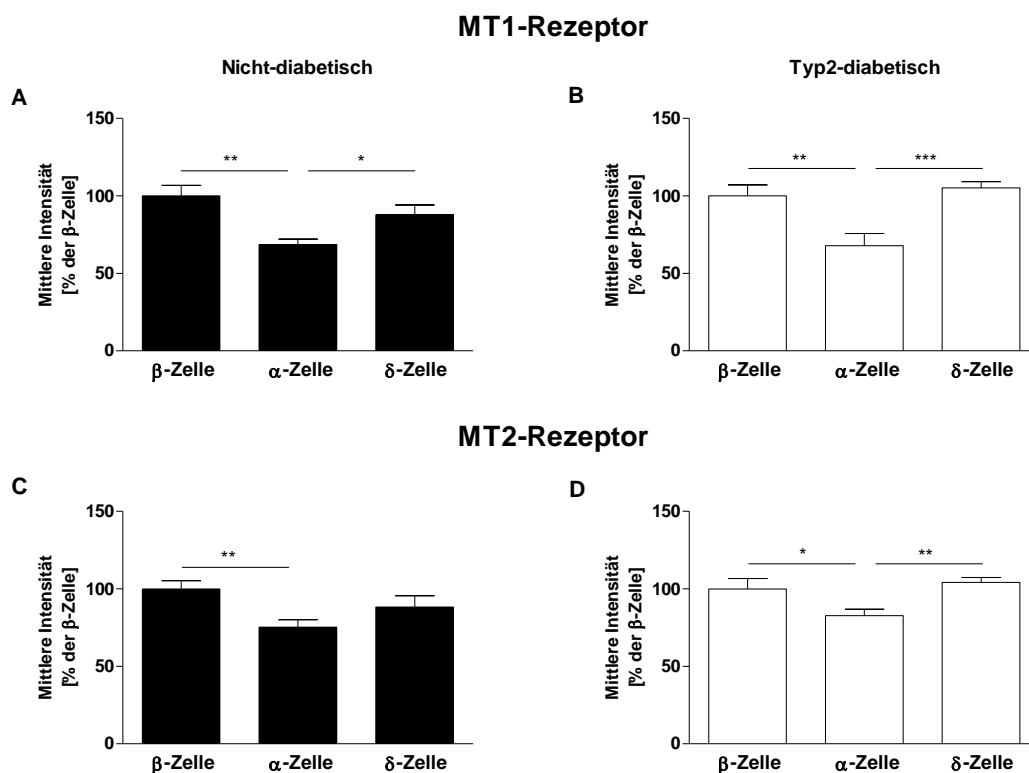 MT1-Rezeptor
Nicht-diabetisch
Typ2-diabetisch
A
Mittlere Intensität
[% der β-Zelle]
150
100
50
0
** *
β-Zelle α-Zelle δ-Zelle
B
Mittlere Intensität
[% der β-Zelle]
150
100
50
0
** ***
β-Zelle α-Zelle δ-Zelle
MT2-Rezeptor
C
Mittlere Intensität
[% der β-Zelle]
150
100
50
0
**
β-Zelle α-Zelle δ-Zelle
D
Mittlere Intensität
[% der β-Zelle]
150
100
50
0
* **
β-Zelle α-Zelle δ-Zelle